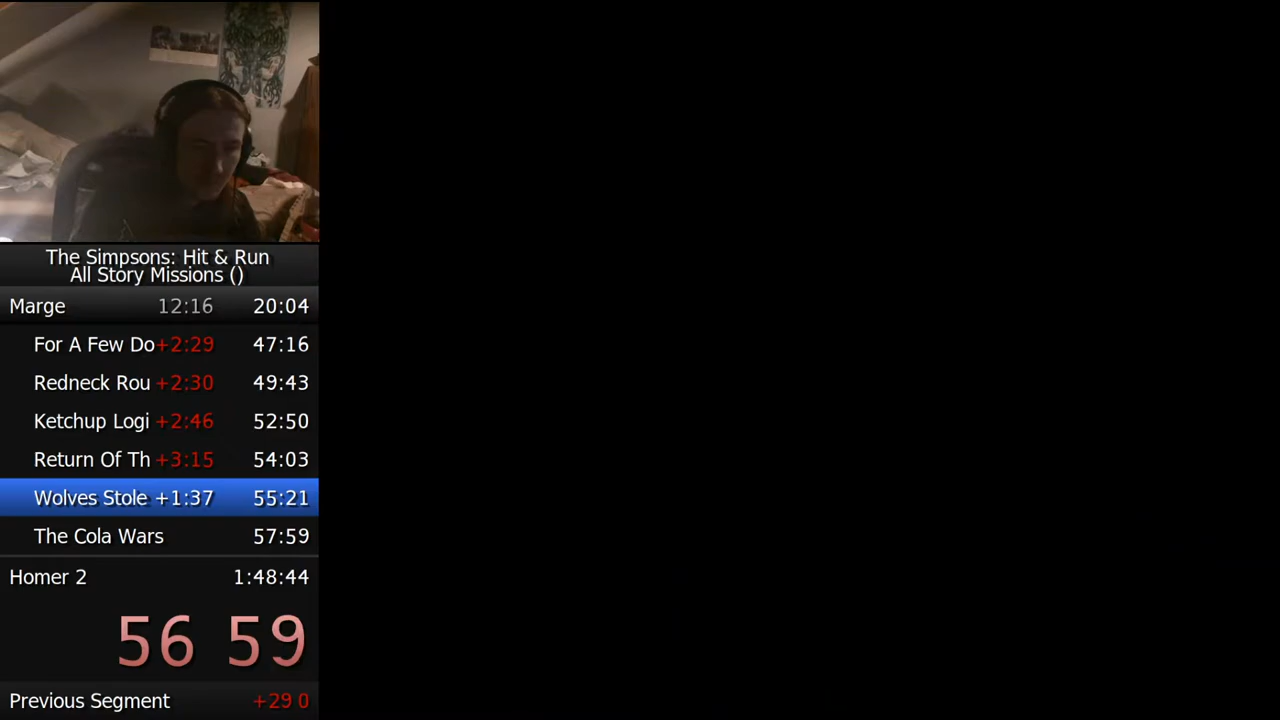 The Simpsons: Hit & Run
All Story Missions ()
Marge 12:16 20:04
For A Few Do +2:29 47:16
Redneck Rou +2:30 49:43
Ketchup Logi +2:46 52:50
Return Of Th +3:15 54:03
Wolves Stole +1:37 55:21
The Cola Wars 57:59
Homer 2 1:48:44
56 59
Previous Segment +29 0